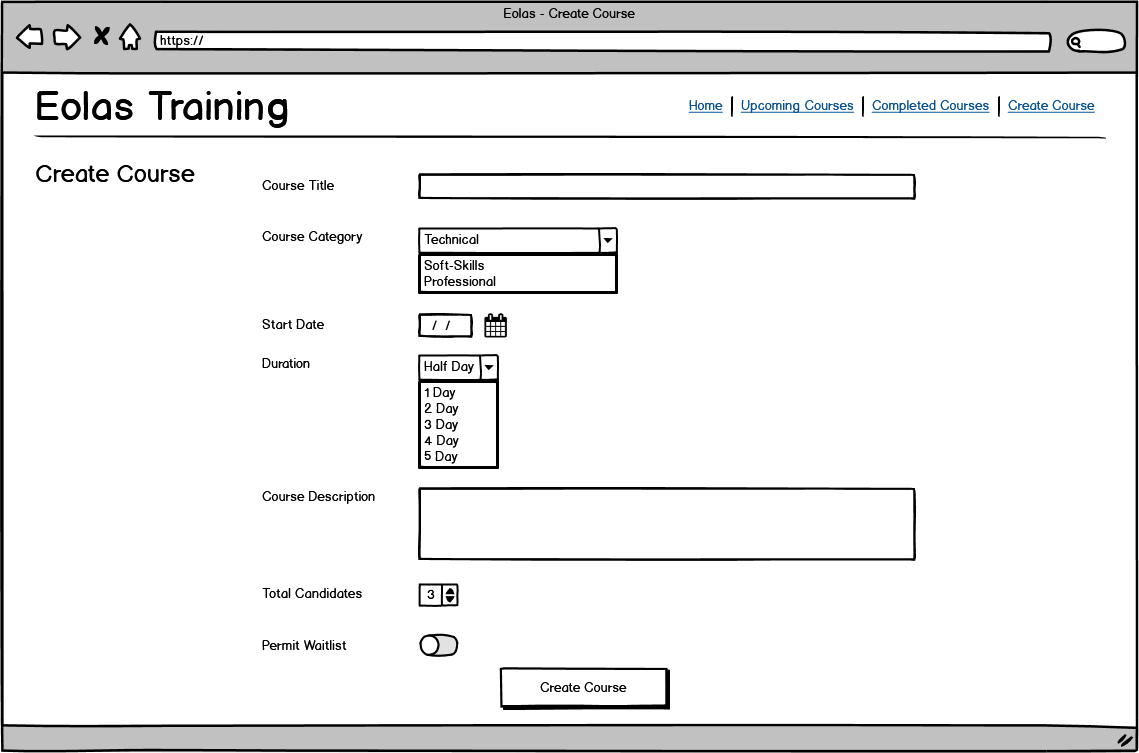 Eolas - Create Course
https://
Eolas Training
Home | Upcoming Courses | Completed Courses | Create Course
Create Course
Course Title
Course Category
Technical
Soft-Skills
Professional
Start Date
/ /
Duration
Half Day
1 Day
2 Day
3 Day
4 Day
5 Day
Course Description
Total Candidates
3
Permit Waitlist
Create Course